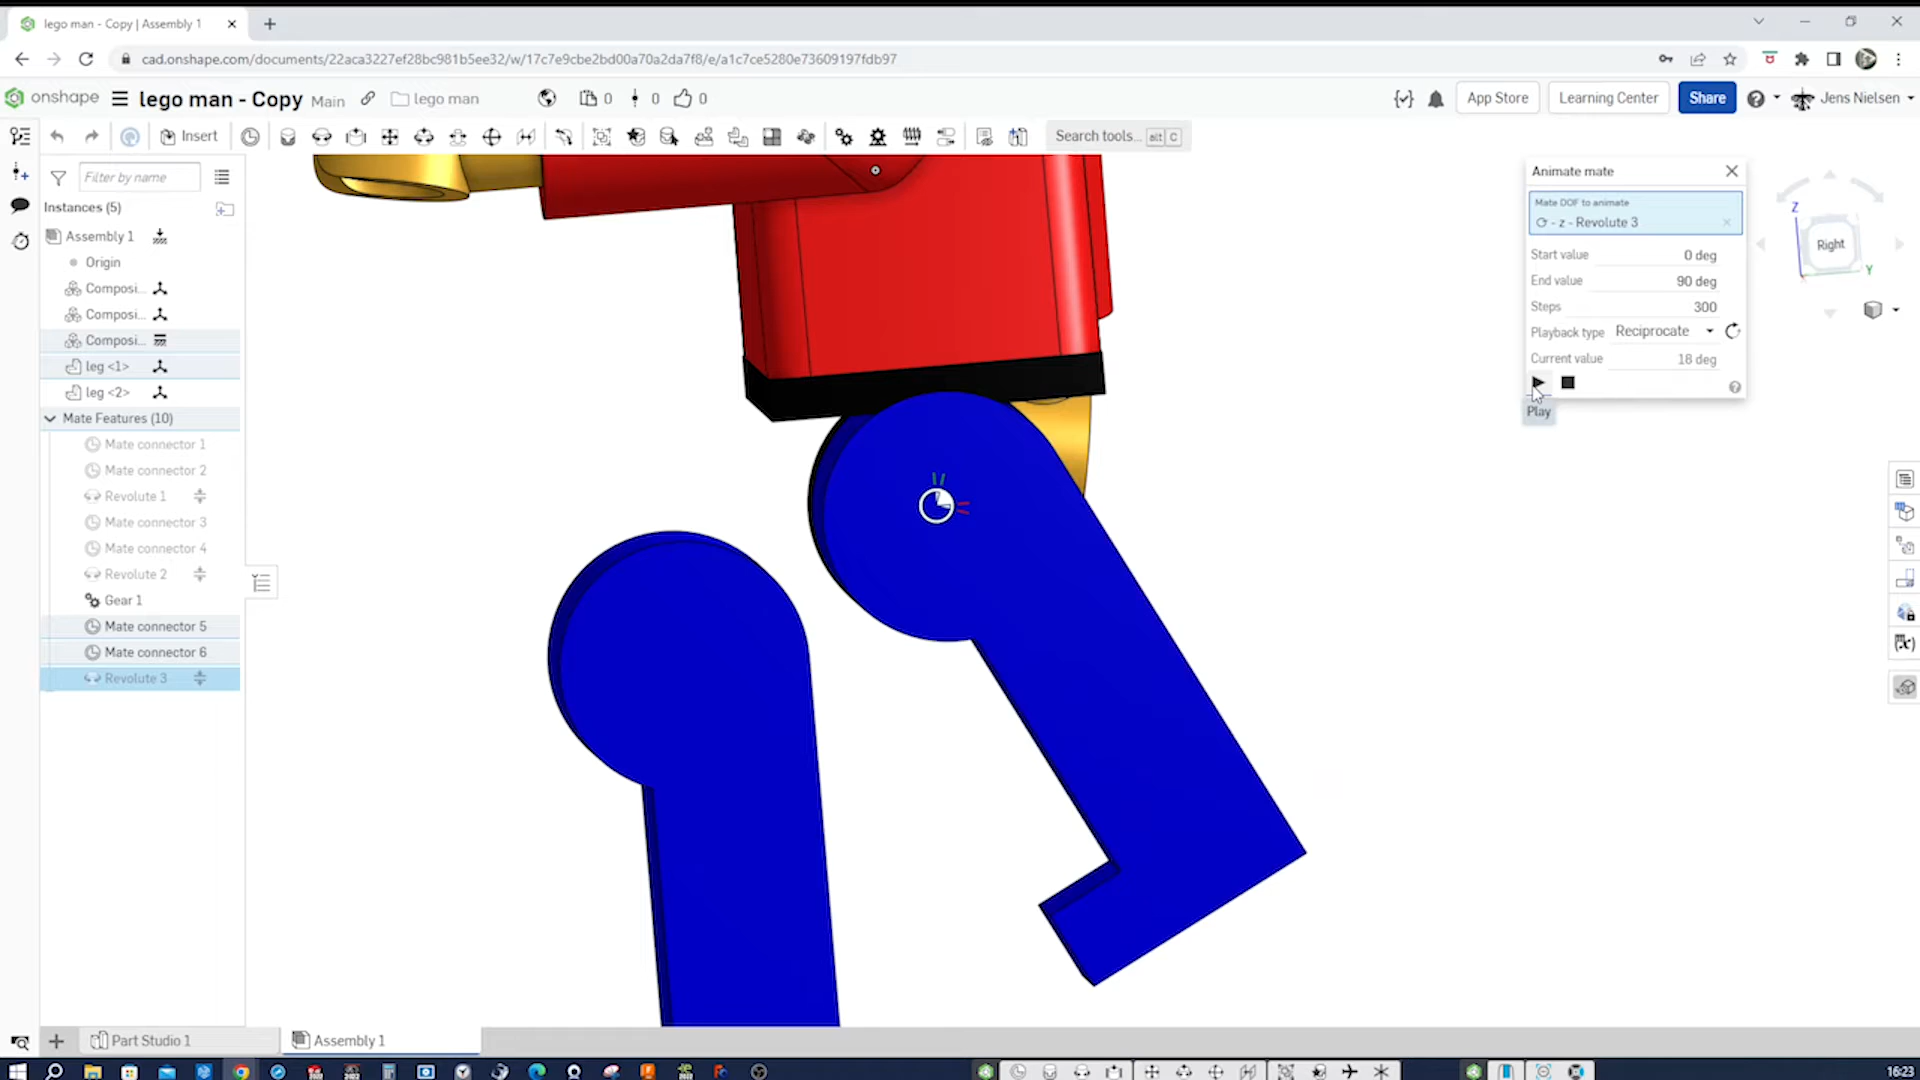 lego man - Copy | Assembly 1
cad.onshape.com/documents/22aca3227ef28bc981b5ee32/w/17c7e9cbe2bd00a70a2da7f8/e/a1c7ce5280e73609197fdb97
onshape
lego man - Copy Main
lego man
0
0
0
App Store
Learning Center
Share
Jens Nielsen
Insert
Search tools... alt C
Filter by name
Instances (5)
Assembly 1
Origin
Composi...
Composi...
Composi...
leg <1>
leg <2>
Mate Features (10)
Mate connector 1
Mate connector 2
Revolute 1
Mate connector 3
Mate connector 4
Revolute 2
Gear 1
Mate connector 5
Mate connector 6
Revolute 3
Animate mate
Mate DOF to animate
- z - Revolute 3
Start value 0 deg
End value 90 deg
Steps 300
Playback type Reciprocate
Current value 18 deg
Play
Z
Right
Y
Part Studio 1
Assembly 1
16:23